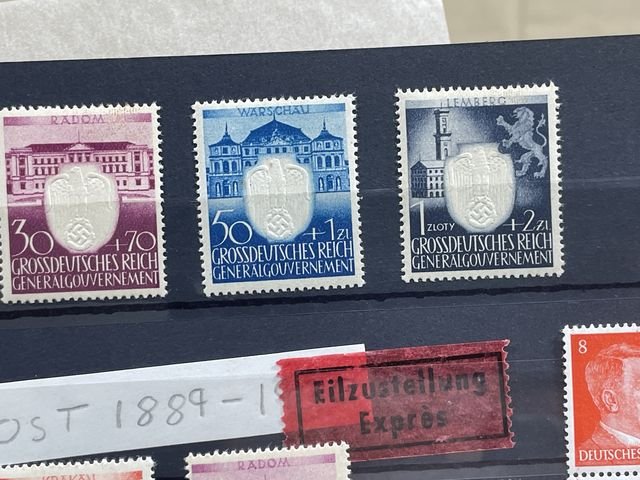 RADOM
30 +70
GROSSDEUTSCHES REICH
GENERALGOUVERNEMENT
WARSCHAU
50 +1 ZŁ
GROSSDEUTSCHES REICH
GENERALGOUVERNEMENT
LEMBERG
1 ZLOTY +2 ZŁ.
GROSSDEUTSCHES REICH
GENERALGOUVERNEMENT
OST 1889-1
Eilzustellung
Exprès
8
DEUTSCHES
KRAKAU
RADOM